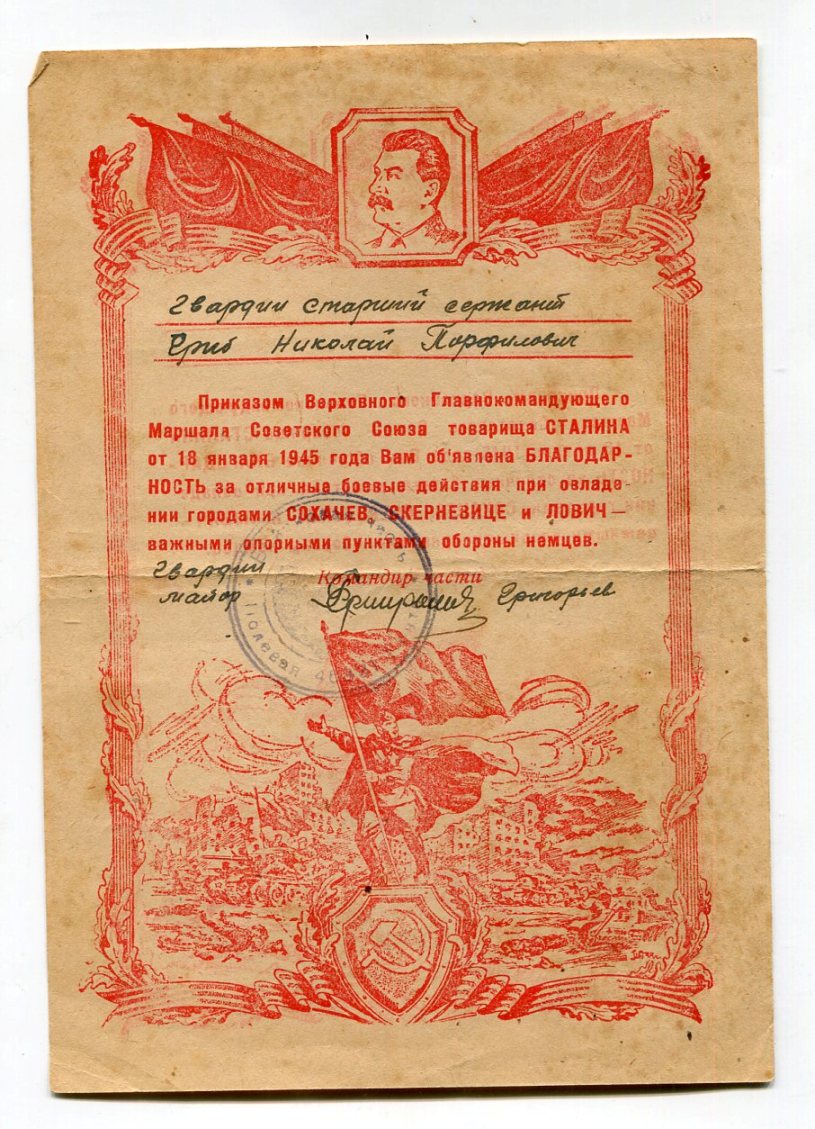 Гвардии старший сержант
Гриб Николай Порфилович
Приказом Верховного Главнокомандующего
Маршала Советского Союза товарища СТАЛИНА
от 18 января 1945 года Вам об'явлена БЛАГОДАР-
НОСТЬ за отличные боевые действия при овладе-
нии городами СОХАЧЕВ, СКЕРНЕВИЦЕ и ЛОВИЧ —
важными опорными пунктами обороны немцев.
Гвардии
майор
Командир части
Григорьев
Полевая